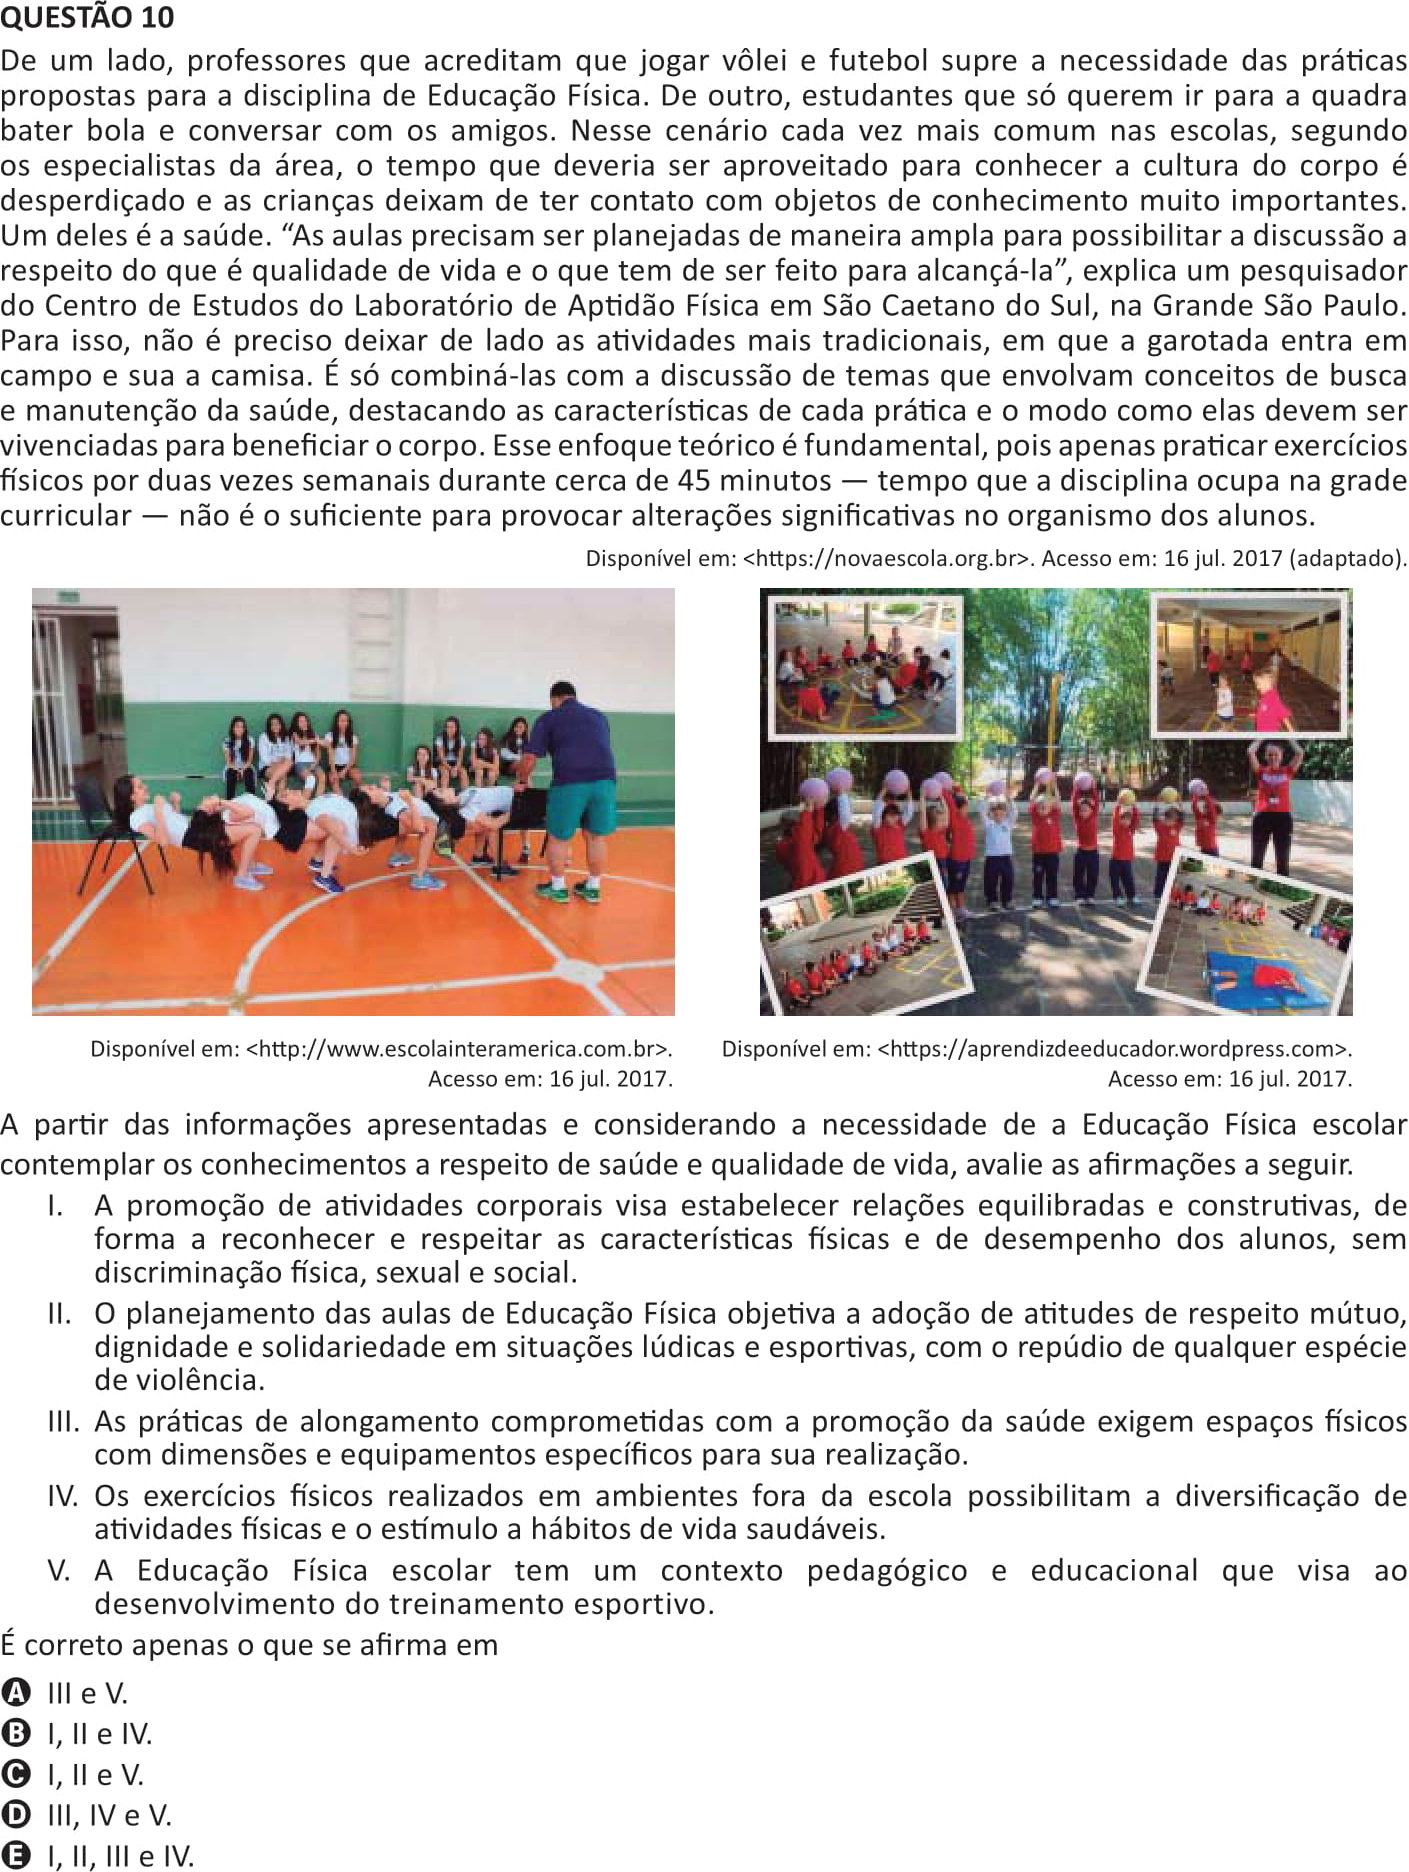 QUESTÃO 10
De um lado, professores que acreditam que jogar vôlei e futebol supre a necessidade das práticas
propostas para a disciplina de Educação Física. De outro, estudantes que só querem ir para a quadra
bater bola e conversar com os amigos. Nesse cenário cada vez mais comum nas escolas, segundo
os especialistas da área, o tempo que deveria ser aproveitado para conhecer a cultura do corpo é
desperdiçado e as crianças deixam de ter contato com objetos de conhecimento muito importantes.
Um deles é a saúde. “As aulas precisam ser planejadas de maneira ampla para possibilitar a discussão a
respeito do que é qualidade de vida e o que tem de ser feito para alcançá-la”, explica um pesquisador
do Centro de Estudos do Laboratório de Aptidão Física em São Caetano do Sul, na Grande São Paulo.
Para isso, não é preciso deixar de lado as atividades mais tradicionais, em que a garotada entra em
campo e sua a camisa. É só combiná-las com a discussão de temas que envolvam conceitos de busca
e manutenção da saúde, destacando as características de cada prática e o modo como elas devem ser
vivenciadas para beneficiar o corpo. Esse enfoque teórico é fundamental, pois apenas praticar exercícios
físicos por duas vezes semanais durante cerca de 45 minutos — tempo que a disciplina ocupa na grade
curricular — não é o suficiente para provocar alterações significativas no organismo dos alunos.
Disponível em: <https://novaescola.org.br>. Acesso em: 16 jul. 2017 (adaptado).
Disponível em: <http://www.escolainteramerica.com.br>.
Acesso em: 16 jul. 2017.
Disponível em: <https://aprendizdeeducador.wordpress.com>.
Acesso em: 16 jul. 2017.
A partir das informações apresentadas e considerando a necessidade de a Educação Física escolar
contemplar os conhecimentos a respeito de saúde e qualidade de vida, avalie as afirmações a seguir.
I. A promoção de atividades corporais visa estabelecer relações equilibradas e construtivas, de
forma a reconhecer e respeitar as características físicas e de desempenho dos alunos, sem
discriminação física, sexual e social.
II. O planejamento das aulas de Educação Física objetiva a adoção de atitudes de respeito mútuo,
dignidade e solidariedade em situações lúdicas e esportivas, com o repúdio de qualquer espécie
de violência.
III. As práticas de alongamento comprometidas com a promoção da saúde exigem espaços físicos
com dimensões e equipamentos específicos para sua realização.
IV. Os exercícios físicos realizados em ambientes fora da escola possibilitam a diversificação de
atividades físicas e o estímulo a hábitos de vida saudáveis.
V. A Educação Física escolar tem um contexto pedagógico e educacional que visa ao
desenvolvimento do treinamento esportivo.
É correto apenas o que se afirma em
A III e V.
B I, II e IV.
C I, II e V.
D III, IV e V.
E I, II, III e IV.